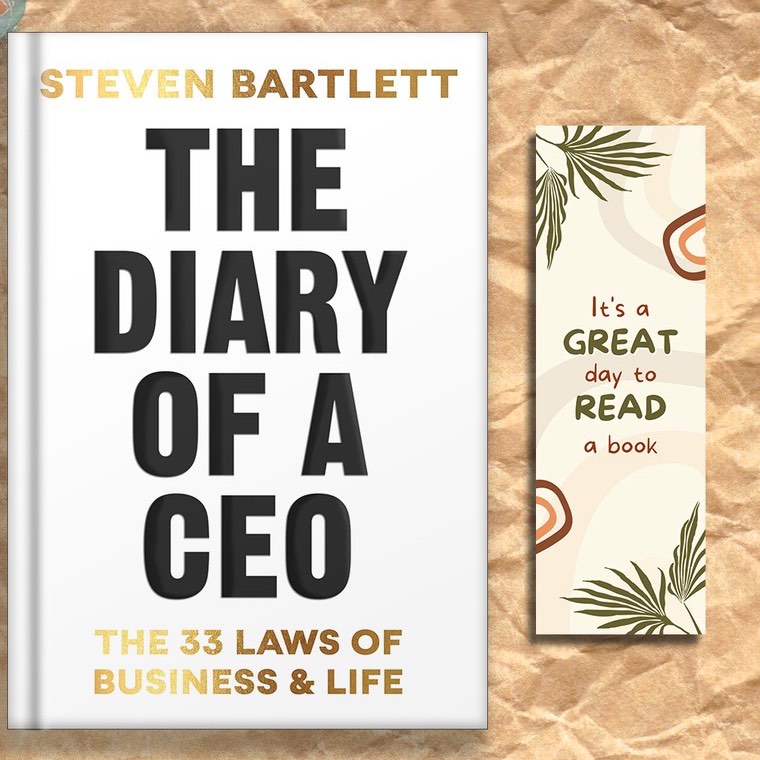 STEVEN BARTLETT
THE
DIARY
OF A
CEO
THE 33 LAWS OF
BUSINESS & LIFE
It's a
GREAT
day to
READ
a book